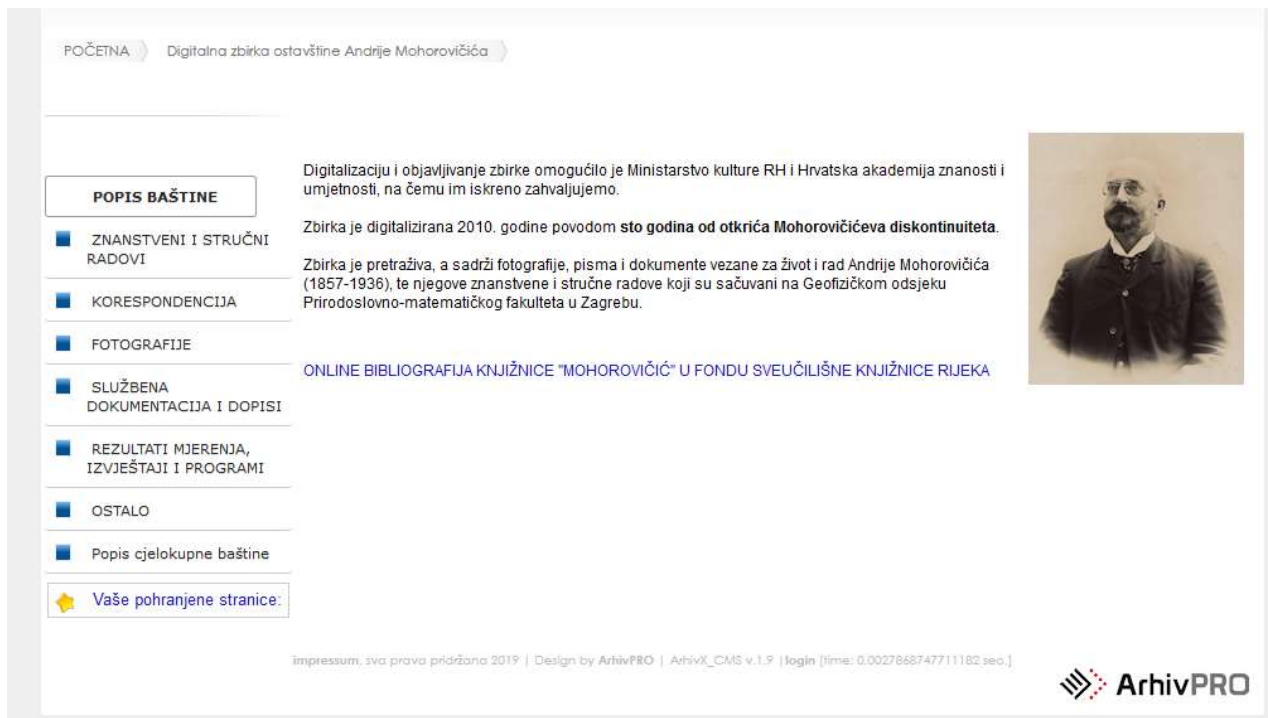 POČETNA
Digitalna zbirka ostavštine Andrije Mohorovičića
POPIS BAŠTINE
ZNANSTVENI I STRUČNI
RADOVI
KORESPONDENCIJA
FOTOGRAFIJE
SLUŽBENA
DOKUMENTACIJA I DOPISI
REZULTATI MJERENJA,
IZVJEŠTAJI I PROGRAMI
OSTALO
Popis cjelokupne baštine
Vaše pohranjene stranice:
Digitalizaciju i objavljivanje zbirke omogućilo je Ministarstvo kulture RH i Hrvatska akademija znanosti i
umjetnosti, na čemu im iskreno zahvaljujemo.
Zbirka je digitalizirana 2010. godine povodom sto godina od otkrića Mohorovičićeva diskontinuiteta.
Zbirka je pretraživa, a sadrži fotografije, pisma i dokumente vezane za život i rad Andrije Mohorovičića
(1857-1936), te njegove znanstvene i stručne radove koji su sačuvani na Geofizičkom odsjeku
Prirodoslovno-matematičkog fakulteta u Zagrebu.
ONLINE BIBLIOGRAFIJA KNJIŽNICE "MOHOROVIČIĆ" U FONDU SVEUČILIŠNE KNJIŽNICE RIJEKA
impressum, sva prava pridržana 2019 | Design by ArhivPRO | ArhivX_CMS v.1.9 |login [time: 0.0027868747711182 sec.]
ArhivPRO